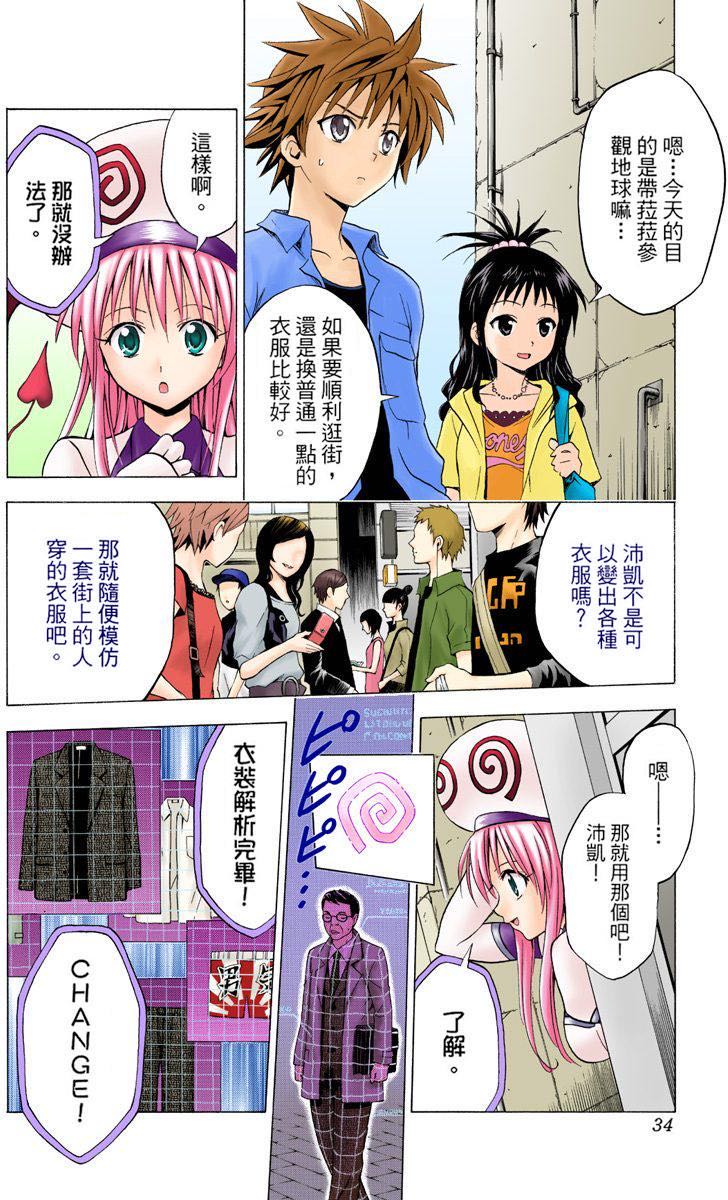 嗯…今天的目
的是帶菈菈參
觀地球嘛…
如果要順利逛街，
還是換普通一點的
衣服比較好。
這樣啊。
那就沒辦
法了。
沛凱不是可
以變出各種
衣服嗎？
那就隨便模仿
一套街上的人
穿的衣服吧。
嗯——…
那就用那個吧！
沛凱！
了解。
ピピピ…
衣裝解析完畢！
男気
CHANGE！
34